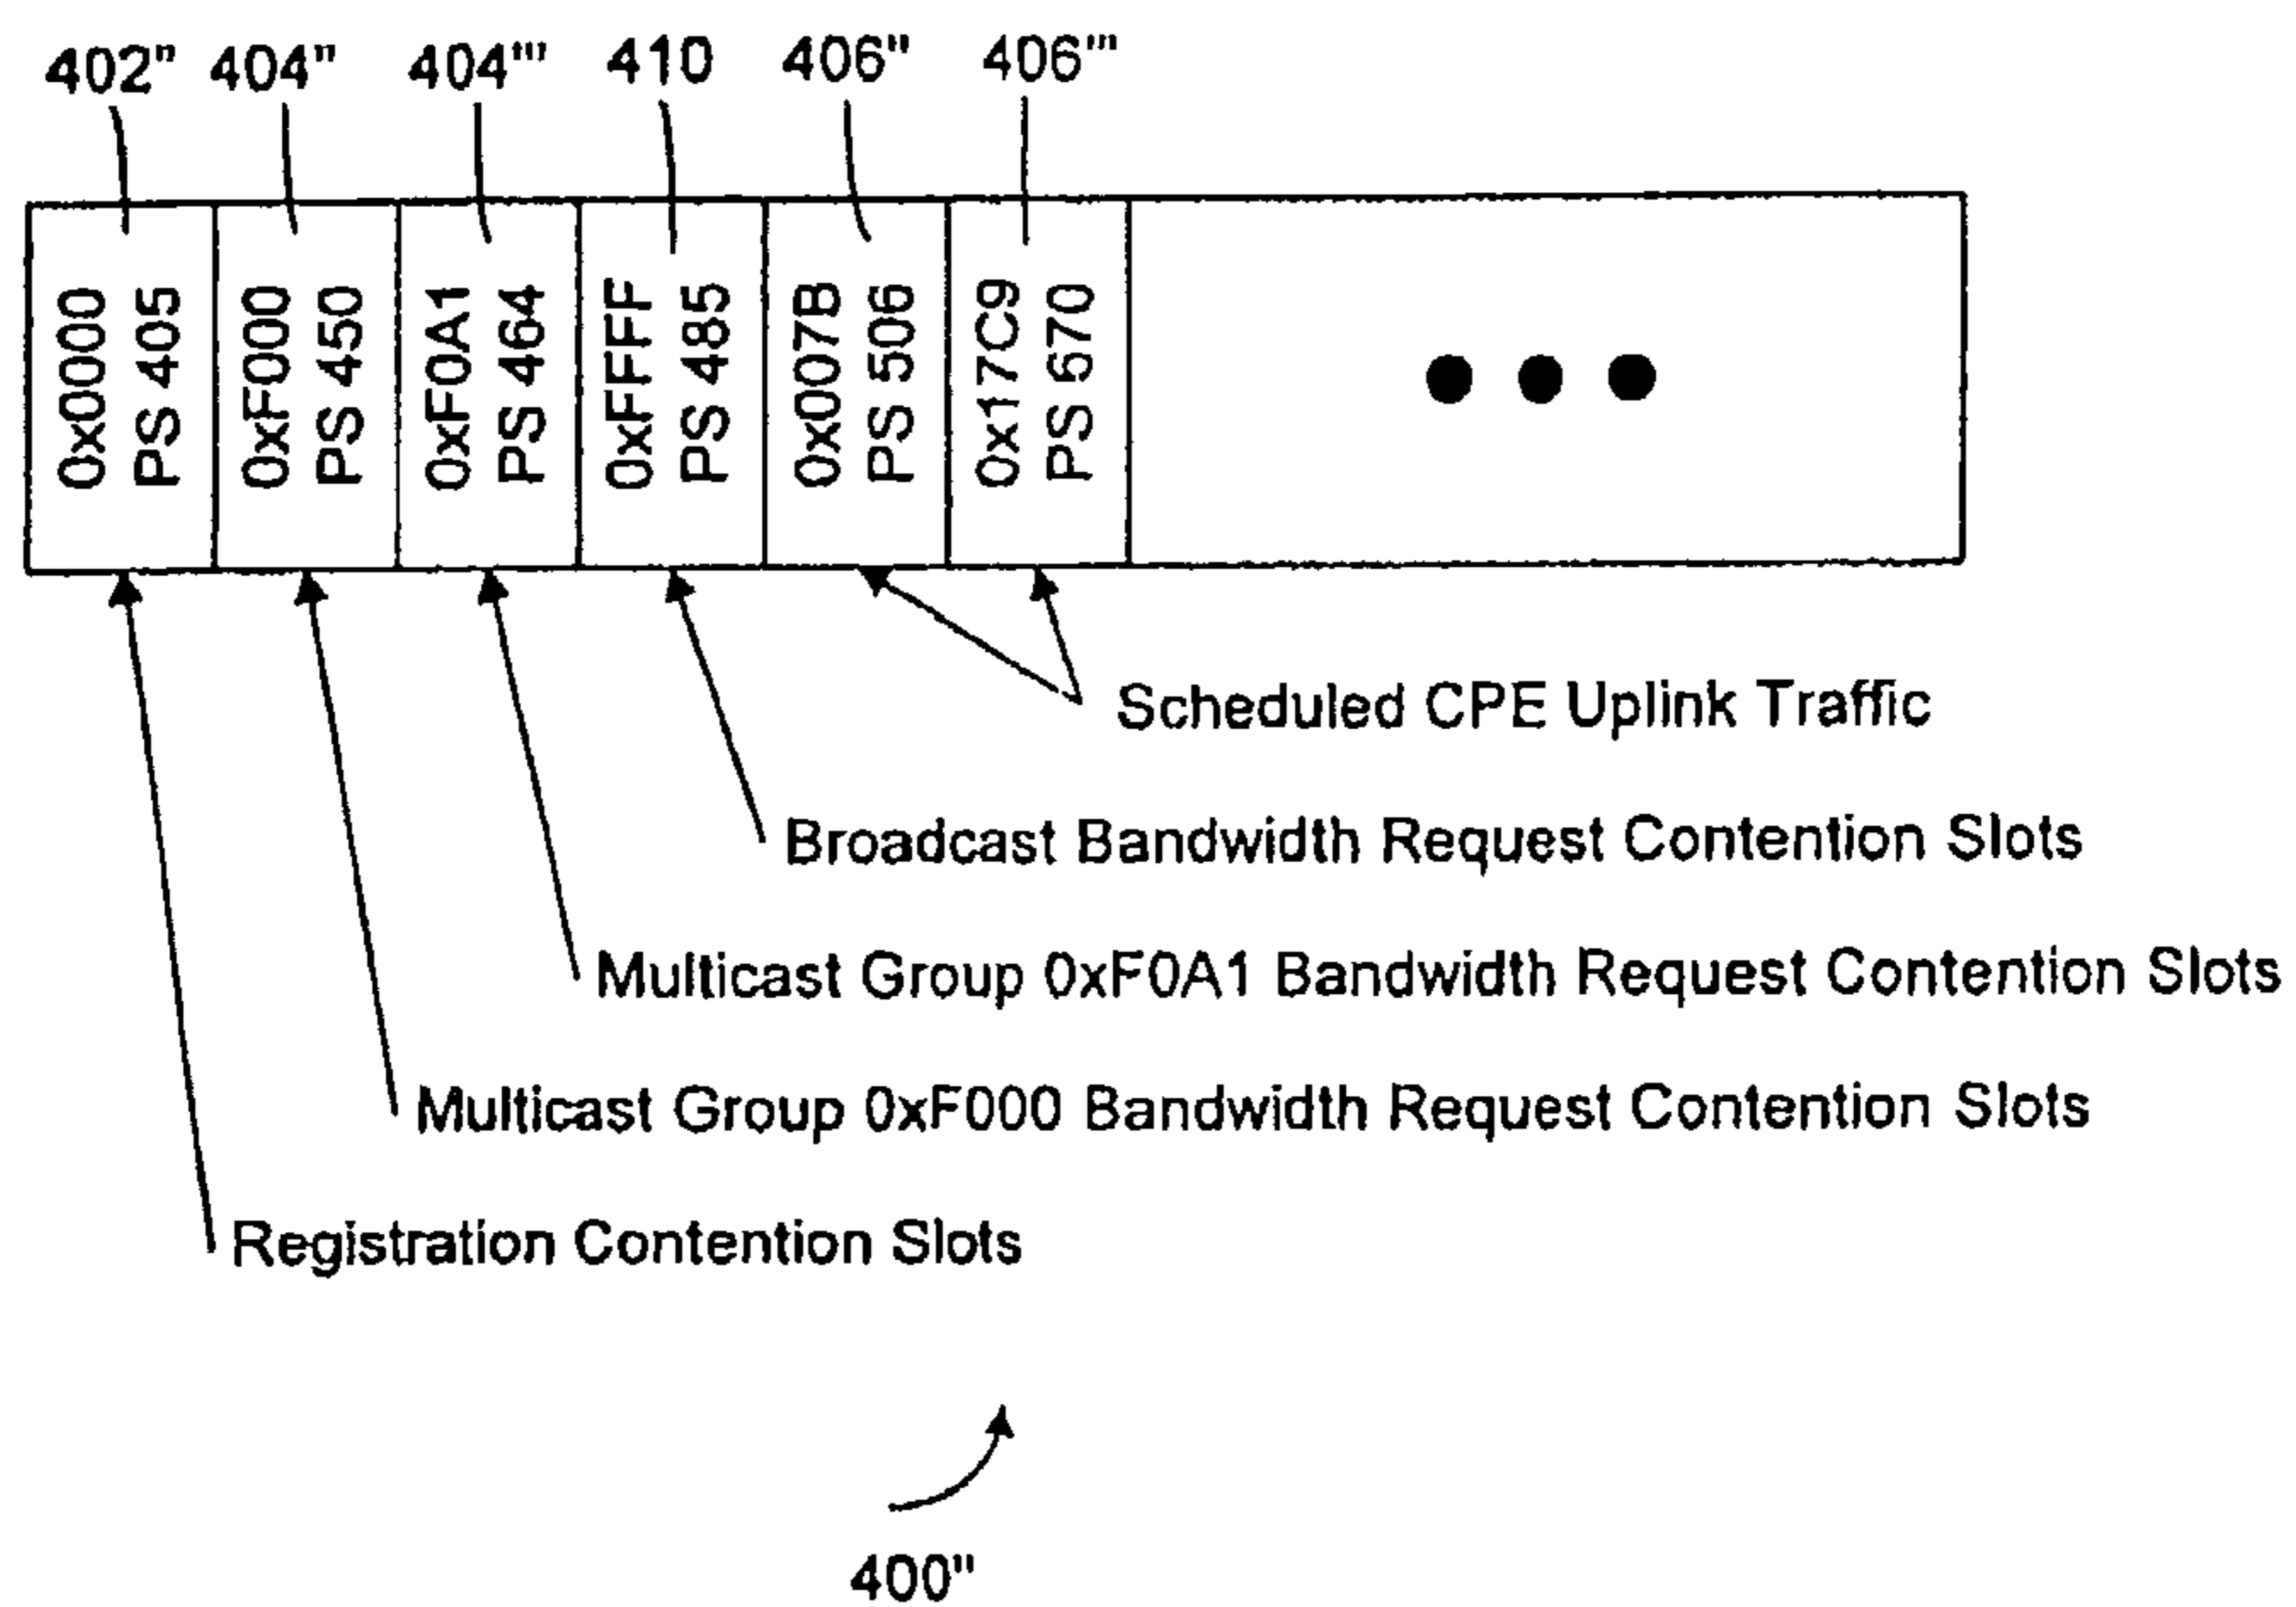 402" 404" 404"' 410 406" 406"'
0x0000
PS 405
0xF000
PS 450
0xF0A1
PS 464
0xFFFF
PS 485
0x007B
PS 506
0x17C9
PS 670
Scheduled CPE Uplink Traffic
Broadcast Bandwidth Request Contention Slots
Multicast Group 0xF0A1 Bandwidth Request Contention Slots
Multicast Group 0xF000 Bandwidth Request Contention Slots
Registration Contention Slots
400"